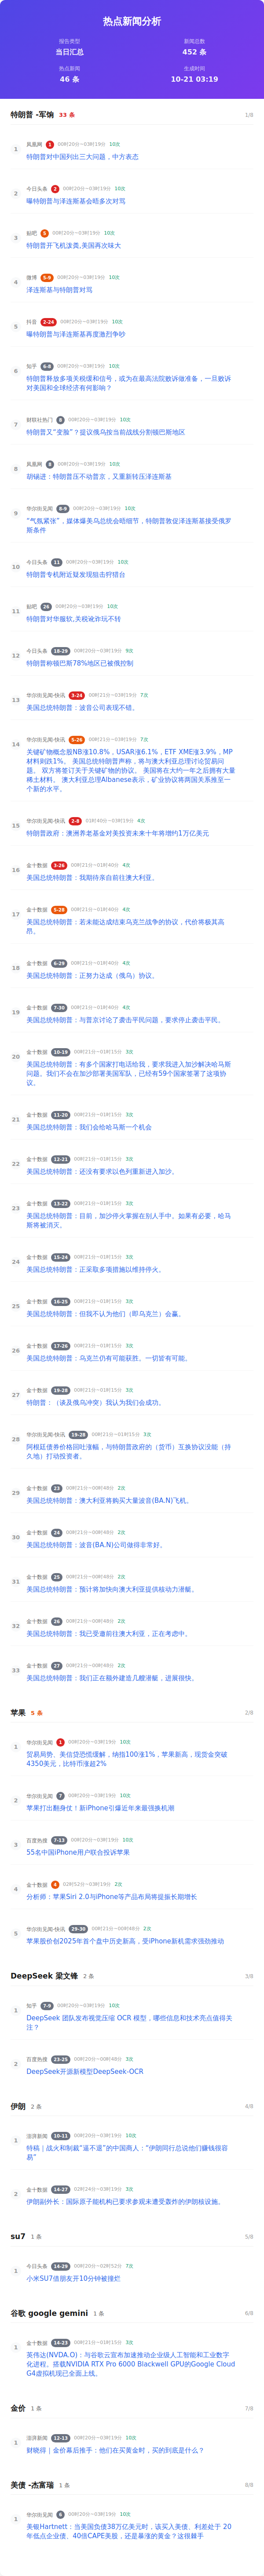 热点新闻分析
报告类型
当日汇总
新闻总数
452 条
热点新闻
46 条
生成时间
10-21 03:19
特朗普 -军饷 33 条 1/8
1
凤凰网 1 00时20分~03时19分 10次
特朗普对中国列出三大问题，中方表态
2
今日头条 2 00时20分~03时19分 10次
曝特朗普与泽连斯基会晤多次对骂
3
贴吧 5 00时20分~03时19分 10次
特朗普开飞机泼粪,美国再次味大
4
微博 5-9 00时20分~03时19分 10次
泽连斯基与特朗普对骂
5
抖音 2-24 00时20分~03时19分 10次
曝特朗普与泽连斯基再度激烈争吵
6
知乎 6-8 00时20分~03时19分 10次
特朗普释放多项关税缓和信号，或为在最高法院判诉做准备，一旦败诉
对美国和全球经济有何影响？
7
财联社热门 8 00时20分~03时19分 10次
特朗普又“变脸”？提议俄乌按当前战线分割顿巴斯地区
8
凤凰网 8 00时20分~03时19分 10次
胡锡进：特朗普压不动普京，又重新转压泽连斯基
9
华尔街见闻 8-9 00时20分~03时19分 10次
“气氛紧张”，媒体爆美乌总统会晤细节，特朗普敦促泽连斯基接受俄罗
斯条件
10
今日头条 11 00时20分~03时19分 10次
特朗普专机附近疑发现狙击狩猎台
11
贴吧 26 00时20分~03时19分 10次
特朗普对华服软,关税讹诈玩不转
12
今日头条 18-29 00时20分~03时19分 9次
特朗普称顿巴斯78%地区已被俄控制
13
华尔街见闻-快讯 3-24 00时21分~03时19分 7次
美国总统特朗普：波音公司表现不错。
14
华尔街见闻-快讯 5-26 00时21分~03时19分 7次
关键矿物概念股NB涨10.8%，USAR涨6.1%，ETF XME涨3.9%，MP
材料则跌1%。 美国总统特朗普声称，将与澳大利亚总理讨论贸易问
题。 双方将签订关于关键矿物的协议。 美国将在大约一年之后拥有大量
稀土材料。 澳大利亚总理Albanese表示，矿业协议将两国关系推至一
个新的水平。
15
华尔街见闻-快讯 2-8 01时40分~03时19分 4次
特朗普政府：澳洲养老基金对美投资未来十年将增约1万亿美元
16
金十数据 3-26 00时21分~01时40分 4次
美国总统特朗普：我期待亲自前往澳大利亚。
17
金十数据 5-28 00时21分~01时40分 4次
美国总统特朗普：若未能达成结束乌克兰战争的协议，代价将极其高
昂。
18
金十数据 6-29 00时21分~01时40分 4次
美国总统特朗普：正努力达成（俄乌）协议。
19
金十数据 7-30 00时21分~01时40分 4次
美国总统特朗普：与普京讨论了袭击平民问题，要求停止袭击平民。
20
金十数据 10-19 00时21分~01时15分 3次
美国总统特朗普：有多个国家打电话给我，要求我进入加沙解决哈马斯
问题。我们不会在加沙部署美国军队，已经有59个国家签署了这项协
议。
21
金十数据 11-20 00时21分~01时15分 3次
美国总统特朗普：我们会给哈马斯一个机会
22
金十数据 12-21 00时21分~01时15分 3次
美国总统特朗普：还没有要求以色列重新进入加沙。
23
金十数据 13-22 00时21分~01时15分 3次
美国总统特朗普：目前，加沙停火掌握在别人手中。如果有必要，哈马
斯将被消灭。
24
金十数据 15-24 00时21分~01时15分 3次
美国总统特朗普：正采取多项措施以维持停火。
25
金十数据 16-25 00时21分~01时15分 3次
美国总统特朗普：但我不认为他们（即乌克兰）会赢。
26
金十数据 17-26 00时21分~01时15分 3次
美国总统特朗普：乌克兰仍有可能获胜。一切皆有可能。
27
金十数据 19-28 00时21分~01时15分 3次
特朗普：（谈及俄乌冲突）我认为我们会成功。
28
华尔街见闻-快讯 19-28 00时21分~01时15分 3次
阿根廷债券价格回吐涨幅，与特朗普政府的（货币）互换协议没能（持
久地）打动投资者。
29
金十数据 23 00时21分~00时48分 2次
美国总统特朗普：澳大利亚将购买大量波音(BA.N)飞机。
30
金十数据 24 00时21分~00时48分 2次
美国总统特朗普：波音(BA.N)公司做得非常好。
31
金十数据 25 00时21分~00时48分 2次
美国总统特朗普：预计将加快向澳大利亚提供核动力潜艇。
32
金十数据 26 00时21分~00时48分 2次
美国总统特朗普：我已受邀前往澳大利亚，正在考虑中。
33
金十数据 27 00时21分~00时48分 2次
美国总统特朗普：我们正在额外建造几艘潜艇，进展很快。
苹果 5 条 2/8
1
华尔街见闻 1 00时20分~03时19分 10次
贸易局势、美信贷恐慌缓解，纳指100涨1%，苹果新高，现货金突破
4350美元，比特币涨超2%
2
华尔街见闻 7 00时20分~03时19分 10次
苹果打出翻身仗！新iPhone引爆近年来最强换机潮
3
百度热搜 7-13 00时20分~03时19分 10次
55名中国iPhone用户联合投诉苹果
4
金十数据 4 02时52分~03时19分 2次
分析师：苹果Siri 2.0与iPhone等产品布局将提振长期增长
5
华尔街见闻-快讯 29-30 00时21分~00时48分 2次
苹果股价创2025年首个盘中历史新高，受iPhone新机需求强劲推动
DeepSeek 梁文锋 2 条 3/8
1
知乎 7-9 00时20分~03时19分 10次
DeepSeek 团队发布视觉压缩 OCR 模型，哪些信息和技术亮点值得关
注？
2
百度热搜 23-25 00时20分~00时48分 3次
DeepSeek开源新模型DeepSeek-OCR
伊朗 2 条 4/8
1
澎湃新闻 10-11 00时20分~03时19分 10次
特稿｜战火和制裁“逼不退”的中国商人：“伊朗同行总说他们赚钱很容
易”
2
金十数据 14-27 02时24分~03时19分 3次
伊朗副外长：国际原子能机构已要求参观未遭受轰炸的伊朗核设施。
su7 1 条 5/8
1
今日头条 14-29 00时20分~02时52分 7次
小米SU7借朋友开10分钟被撞烂
谷歌 google gemini 1 条 6/8
1
金十数据 14-23 00时21分~01时15分 3次
英伟达(NVDA.O)：与谷歌云宣布加速推动企业级人工智能和工业数字
化进程。搭载NVIDIA RTX Pro 6000 Blackwell GPU的Google Cloud
G4虚拟机现已全面上线。
金价 1 条 7/8
1
澎湃新闻 12-13 00时20分~03时19分 10次
财晓得｜金价幕后推手：他们在买黄金时，买的到底是什么？
美债 -杰富瑞 1 条 8/8
1
华尔街见闻 6 00时20分~03时19分 10次
美银Hartnett：当美国负债38万亿美元时，该买入美债、利差处于 20
年低点企业债、40倍CAPE美股，还是暴涨的黄金？这很棘手